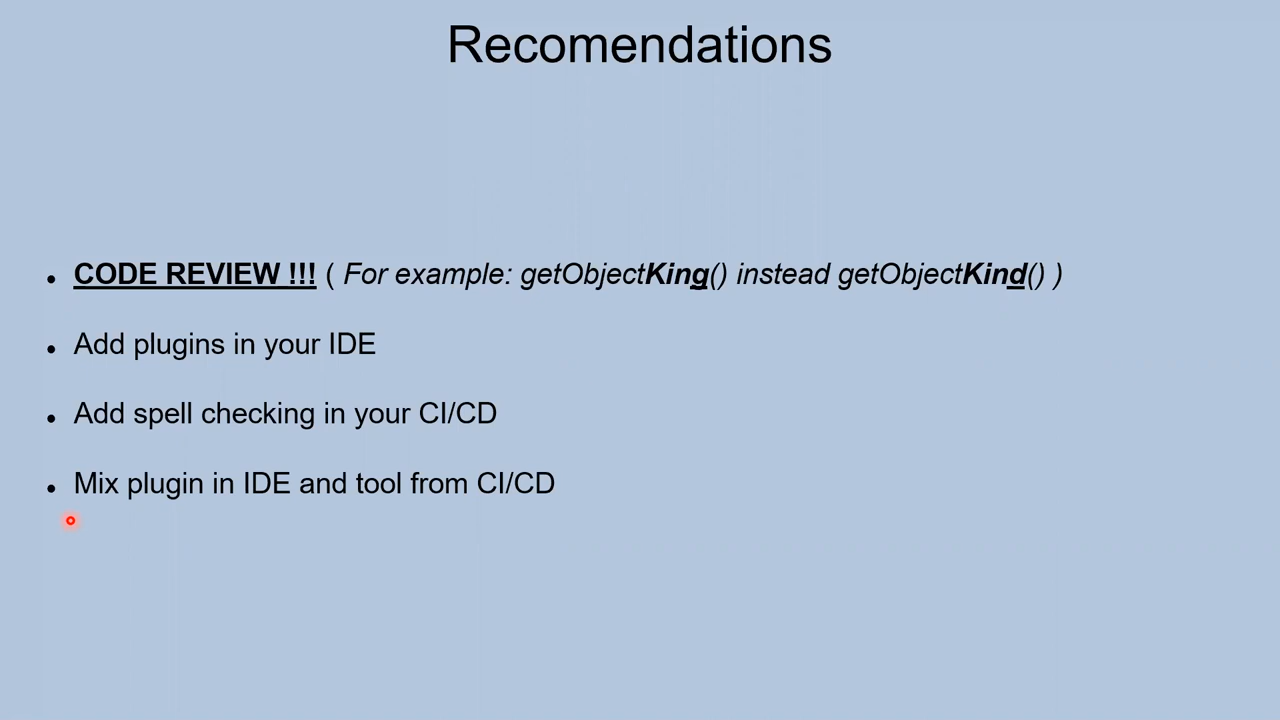 Recomendations
CODE REVIEW !!! ( For example: getObjectKing() instead getObjectKind() )
Add plugins in your IDE
Add spell checking in your CI/CD
Mix plugin in IDE and tool from CI/CD